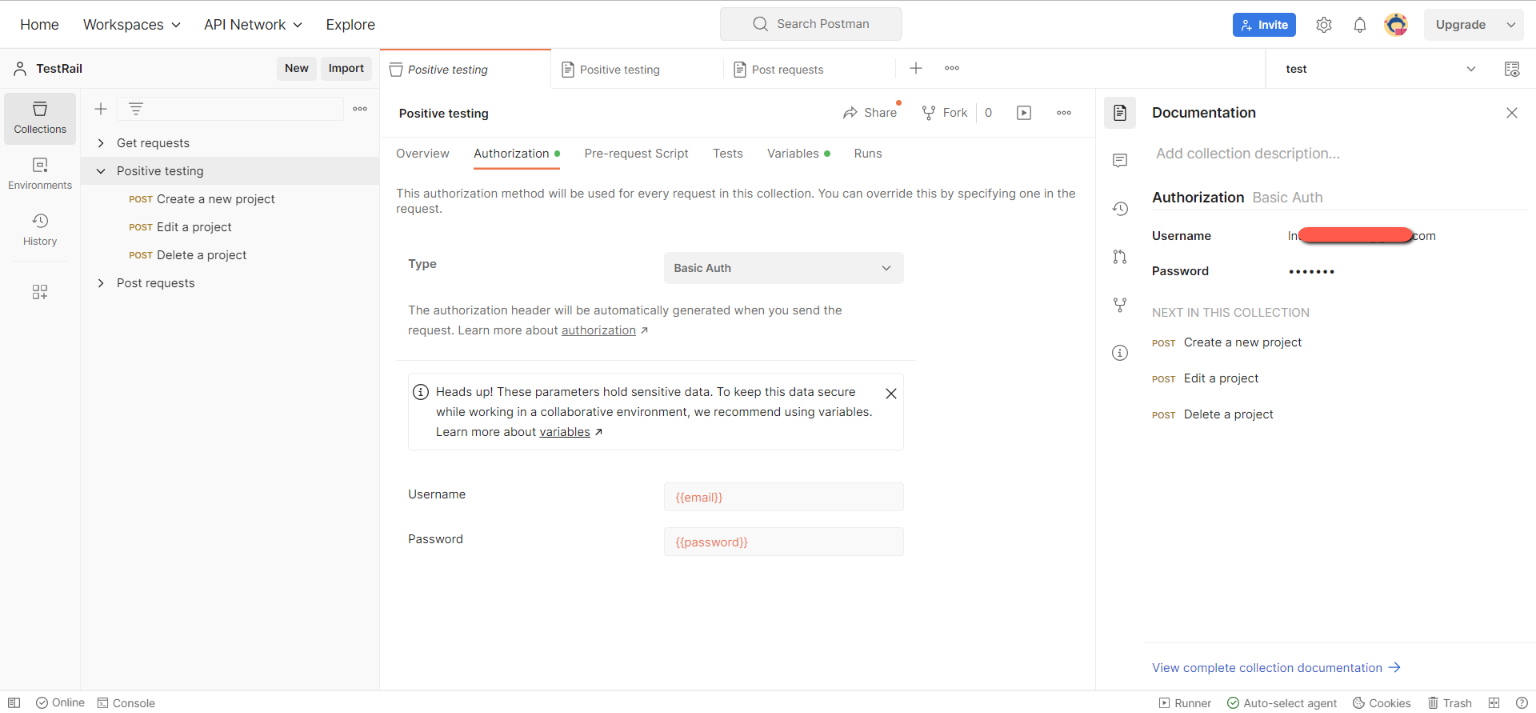 Home Workspaces API Network Explore Search Postman Invite Upgrade
TestRail New Import Positive testing Positive testing Post requests test
Collections
Environments
History
Get requests
Positive testing
POST Create a new project
POST Edit a project
POST Delete a project
Post requests
Positive testing Share Fork 0
Overview Authorization Pre-request Script Tests Variables Runs
This authorization method will be used for every request in this collection. You can override this by specifying one in the
request.
Type Basic Auth
The authorization header will be automatically generated when you send the
request. Learn more about authorization ↗
Heads up! These parameters hold sensitive data. To keep this data secure
while working in a collaborative environment, we recommend using variables.
Learn more about variables ↗
Username {{email}}
Password {{password}}
Documentation
Add collection description...
Authorization Basic Auth
Username In com
Password •••••••
NEXT IN THIS COLLECTION
POST Create a new project
POST Edit a project
POST Delete a project
View complete collection documentation →
Online Console Runner Auto-select agent Cookies Trash